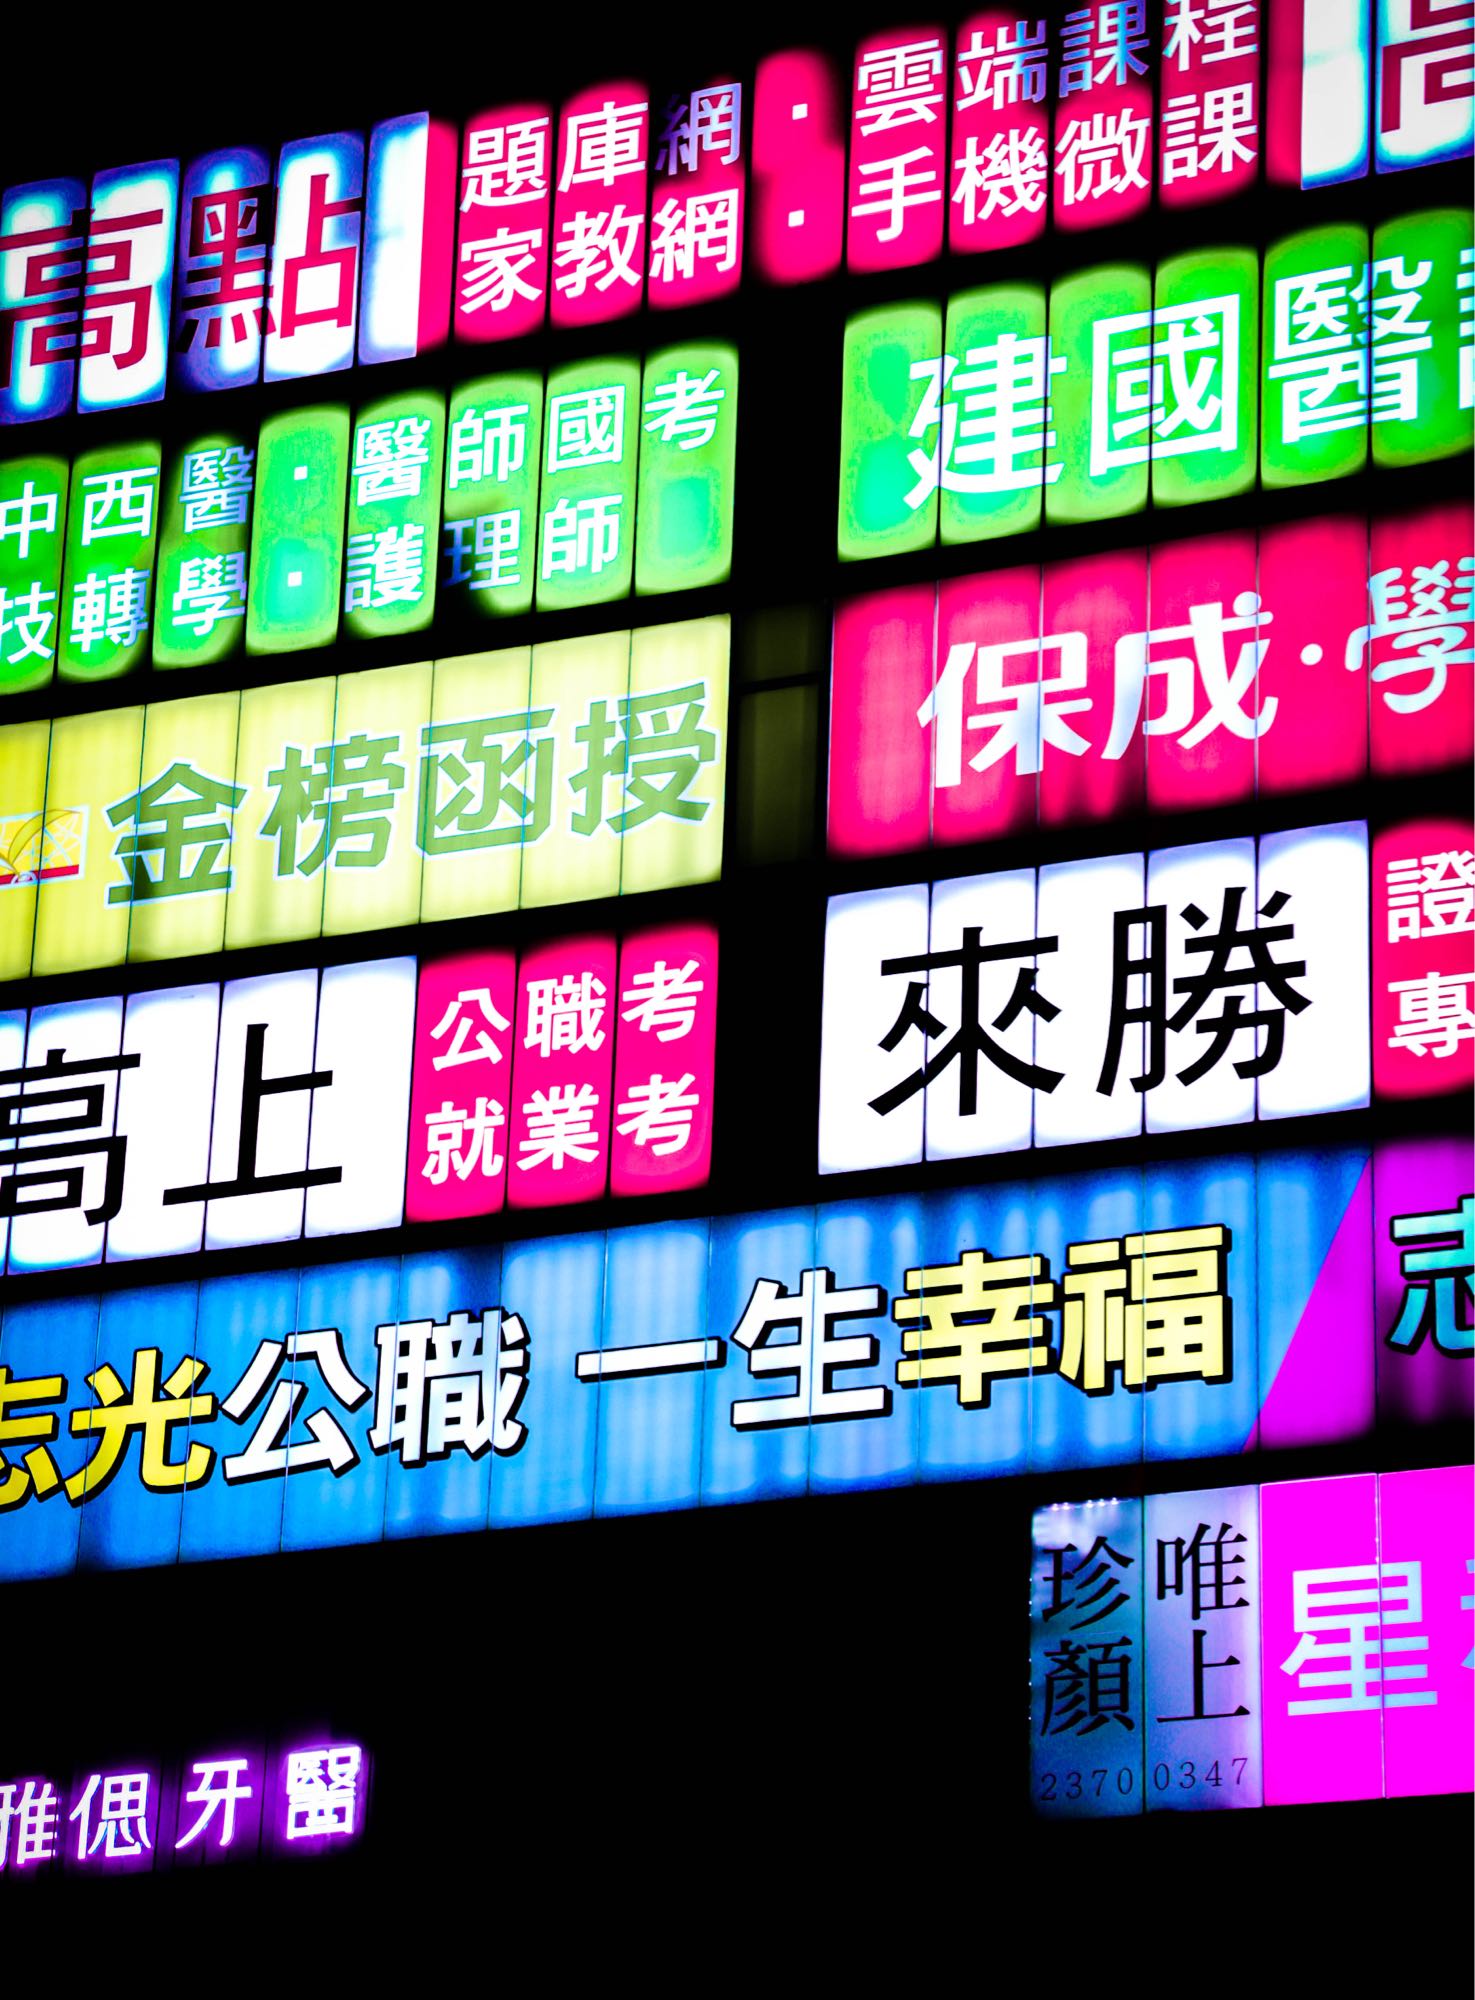 高點
題庫網·雲端課程
家教網·手機微課
中西醫·醫師國考
技轉學·護理師
建國醫
金榜函授
保成·學
高上
公職考
就業考
來勝
證
專
志光公職 一生幸福
志
珍顏
唯上
2370 0347
星
雅偲牙醫